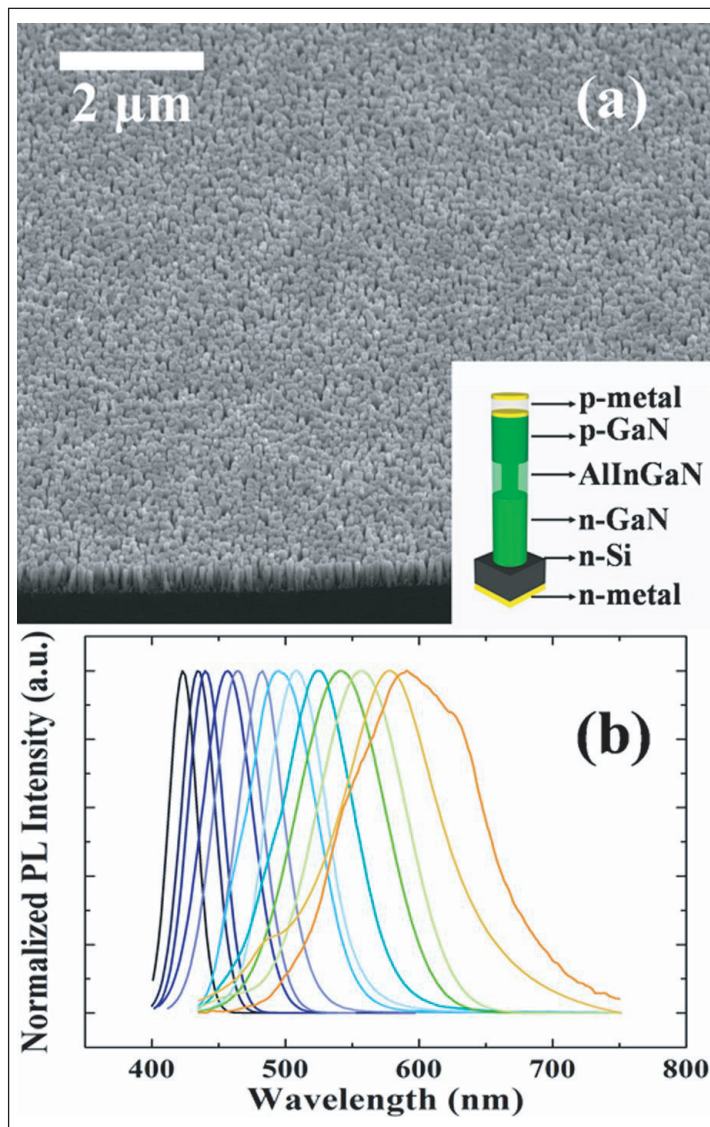 2 µm
(a)
p-metal
p-GaN
AlInGaN
n-GaN
n-Si
n-metal
Normalized PL Intensity (a.u.)
(b)
400 500 600 700 800
Wavelength (nm)